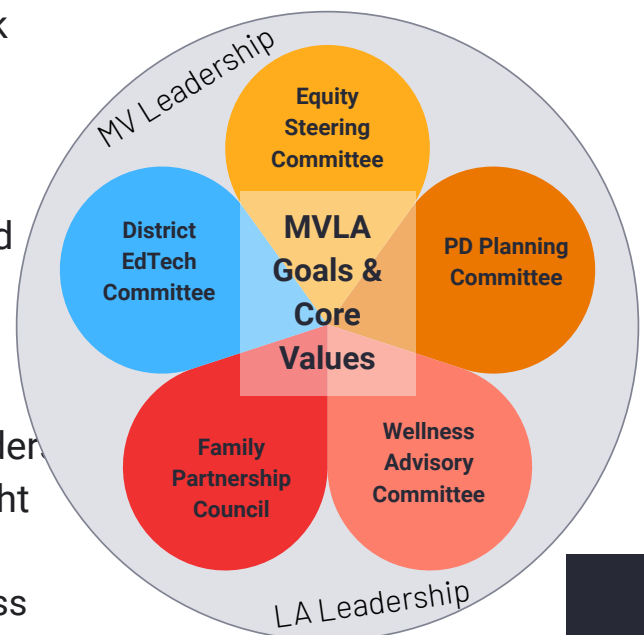 MV Leadership
Equity
Steering
Committee
District
EdTech
Committee
MVLA
Goals &
Core
Values
PD Planning
Committee
Family
Partnership
Council
Wellness
Advisory
Committee
LA Leadership